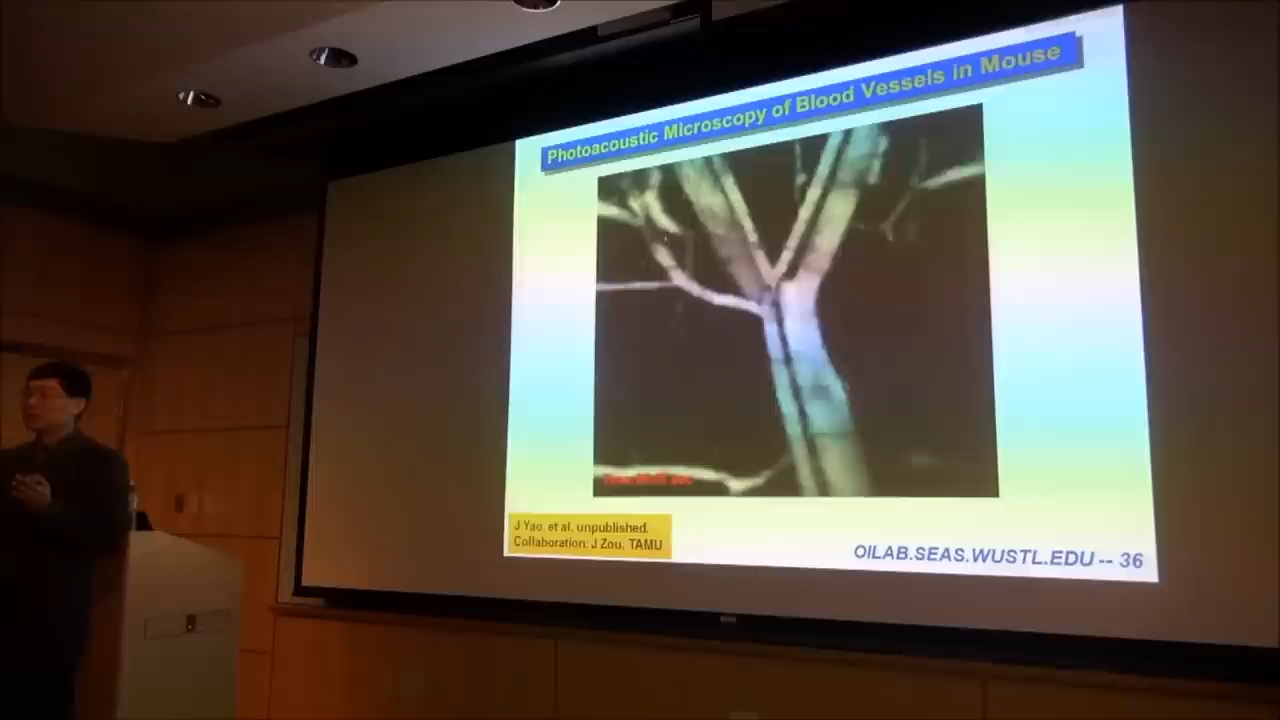 Photoacoustic Microscopy of Blood Vessels in Mouse
J Yao, et al, unpublished.
Collaboration: J Zou, TAMU
OILAB.SEAS.WUSTL.EDU -- 36